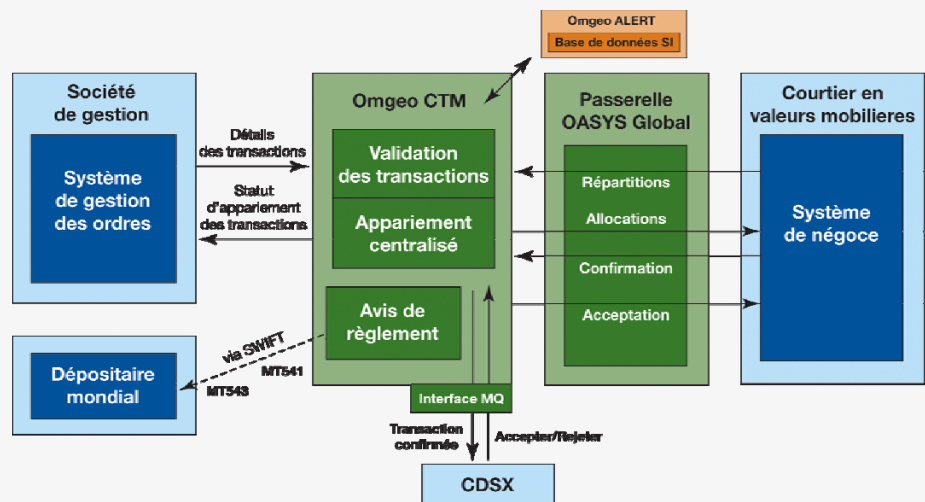 Omgeo ALERT
Base de données SI
Société
de gestion
Omgeo CTM
Passerelle
OASYS Global
Courtier en
valeurs mobilieres
Détails
des transactions
Système
de gestion
des ordres
Validation
des transactions
Répartitions
Statut
d'appariement
des transactions
Appariement
centralisé
Allocations
Système
de négoce
Confirmation
Avis de
règlement
Acceptation
via SWIFT
MT541
MT543
Dépositaire
mondial
Interface MQ
Transaction
confirmée
Accepter/Rejeter
CDSX